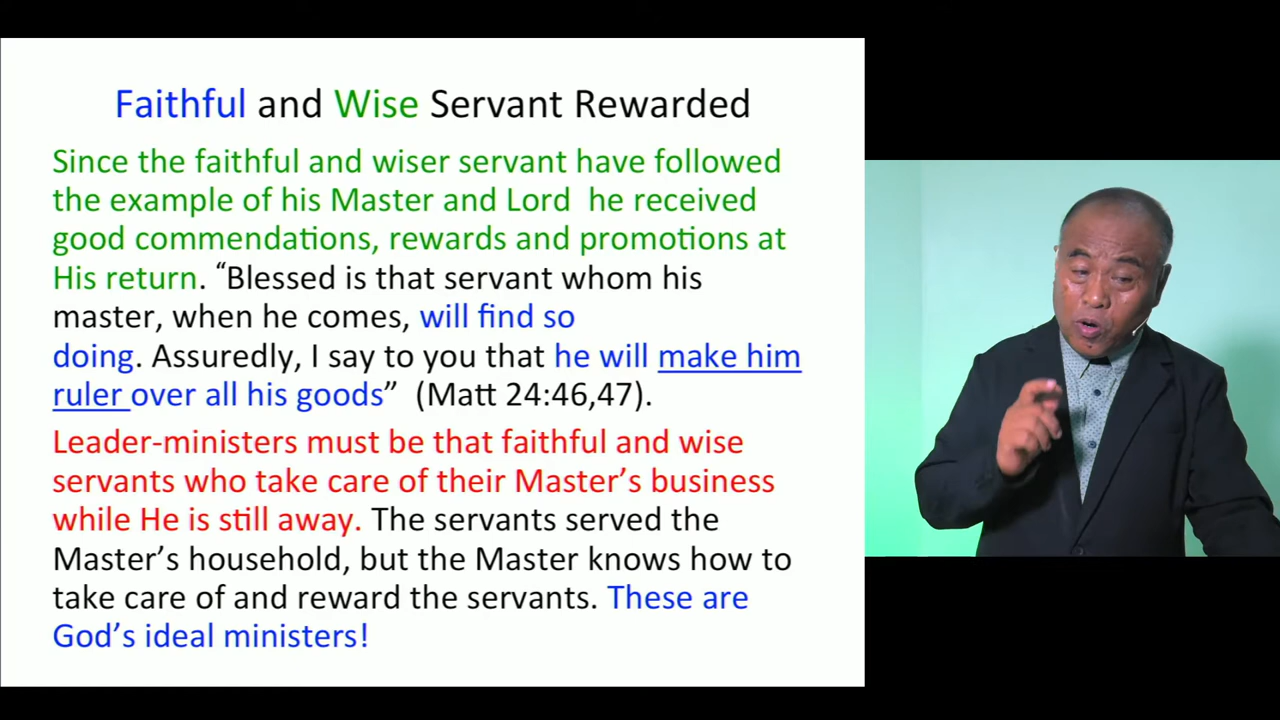 Faithful and Wise Servant Rewarded
Since the faithful and wiser servant have followed
the example of his Master and Lord  he received
good commendations, rewards and promotions at
His return. “Blessed is that servant whom his
master, when he comes, will find so
doing. Assuredly, I say to you that he will make him
ruler over all his goods”  (Matt 24:46,47).
Leader-ministers must be that faithful and wise
servants who take care of their Master’s business
while He is still away. The servants served the
Master’s household, but the Master knows how to
take care of and reward the servants. These are
God’s ideal ministers!